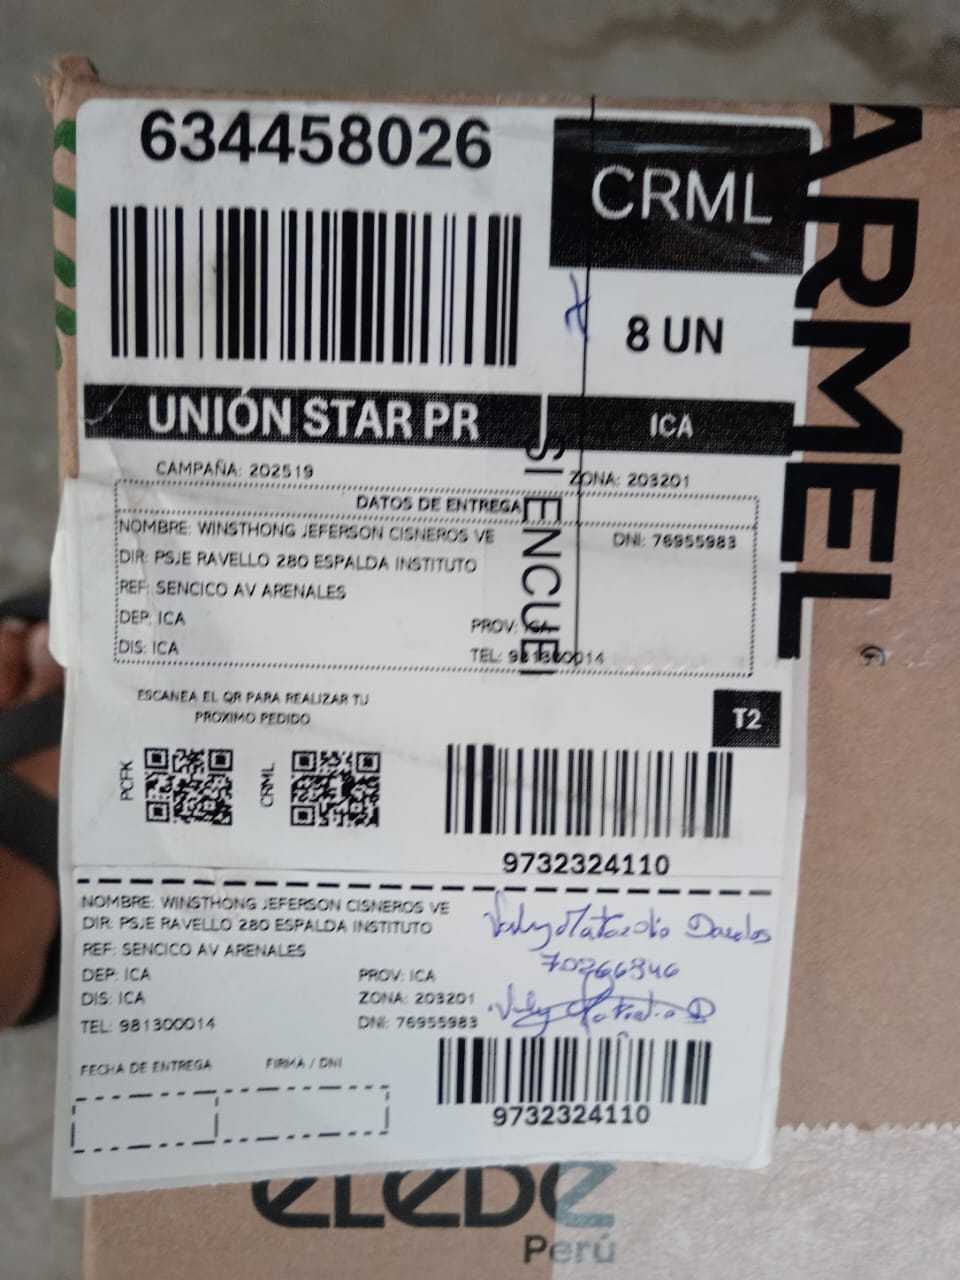 634458026
CRML
8 UN
UNIÓN STAR PR
ICA
CAMPAÑA: 202519
ZONA: 203201
DATOS DE ENTREGA
NOMBRE: WINSTHONG JEFERSON CISNEROS VE
DNI: 76955983
DIR: PSJE RAVELLO 280 ESPALDA INSTITUTO
REF: SENCICO AV ARENALES
DEP: ICA
PROV: ICA
DIS: ICA
TEL: 981300014
SI ENCUE
ARMEL
ESCANEA EL QR PARA REALIZAR TU
PROXIMO PEDIDO
T2
PCFK
CRML
9732324110
NOMBRE: WINSTHONG JEFERSON CISNEROS VE
DIR: PSJE RAVELLO 280 ESPALDA INSTITUTO
REF: SENCICO AV ARENALES
DEP: ICA
PROV: ICA
DIS: ICA
ZONA: 203201
TEL: 981300014
DNI: 76955983
FECHA DE ENTREGA
FIRMA / DNI
9732324110
Perú